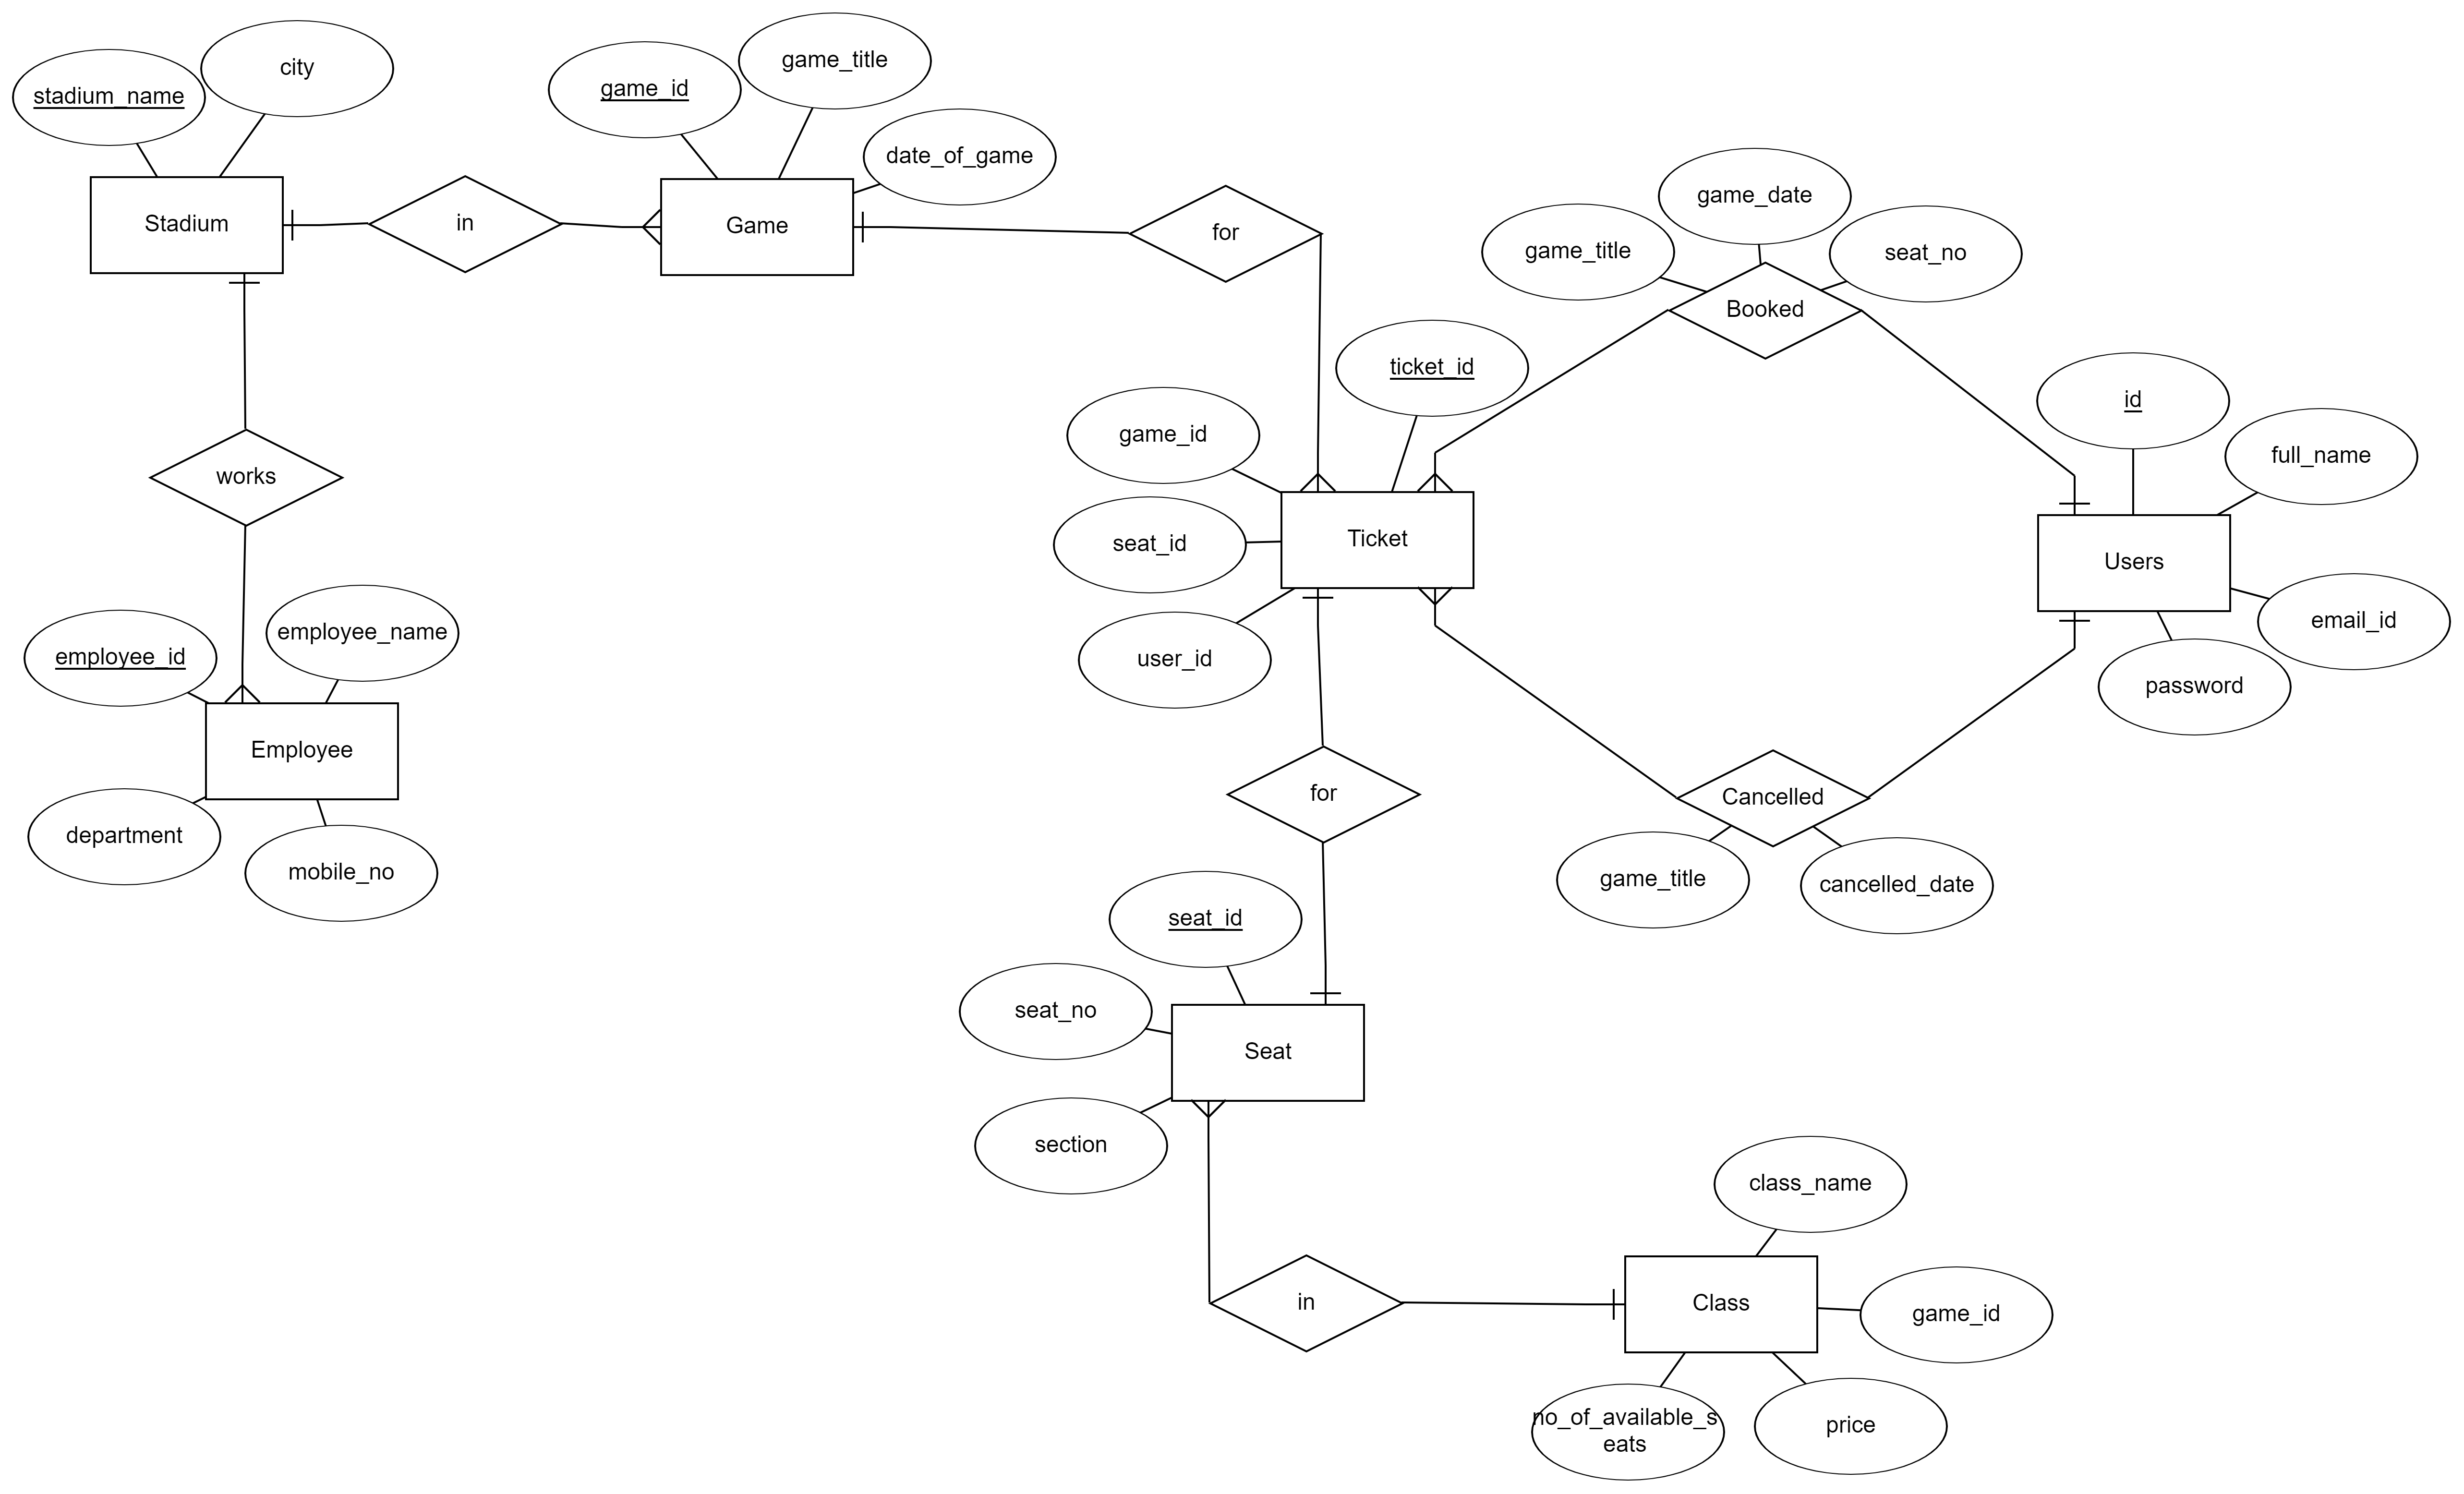 stadium_name
city
game_id
game_title
date_of_game
Stadium
in
Game
for
game_title
game_date
seat_no
Booked
ticket_id
game_id
seat_id
user_id
Ticket
id
full_name
email_id
password
Users
works
employee_id
employee_name
Employee
department
mobile_no
for
Cancelled
game_title
cancelled_date
seat_id
seat_no
section
Seat
in
class_name
game_id
Class
no_of_available_s
eats
price